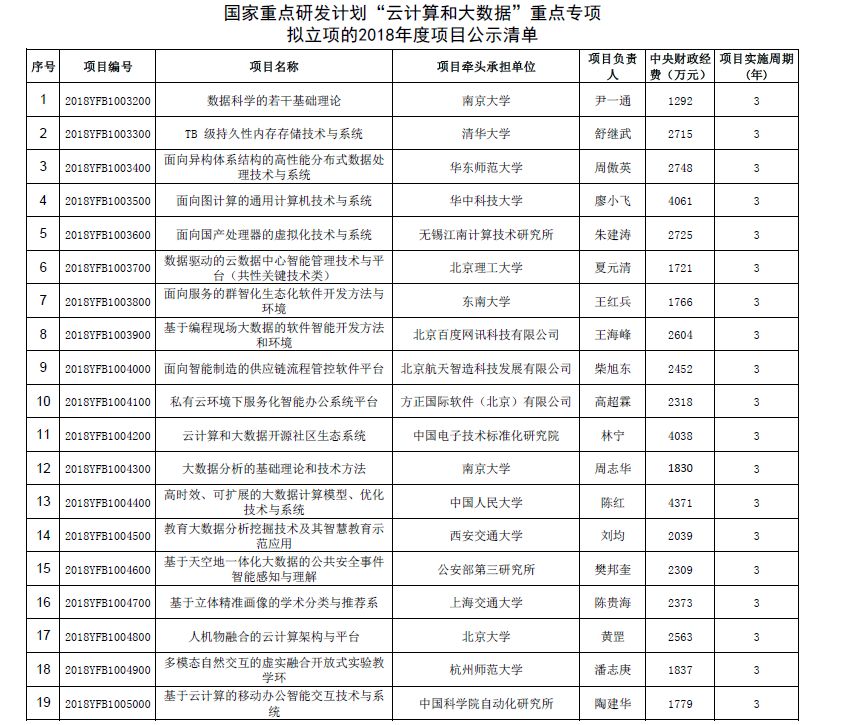 国家重点研发计划“云计算和大数据”重点专项
拟立项的2018年度项目公示清单
序号 项目编号 项目名称 项目牵头承担单位 项目负责人 中央财政经费（万元） 项目实施周期(年)
1 2018YFB1003200 数据科学的若干基础理论 南京大学 尹一通 1292 3
2 2018YFB1003300 TB 级持久性内存存储技术与系统 清华大学 舒继武 2715 3
3 2018YFB1003400 面向异构体系结构的高性能分布式数据处理技术与系统 华东师范大学 周傲英 2748 3
4 2018YFB1003500 面向图计算的通用计算机技术与系统 华中科技大学 廖小飞 4061 3
5 2018YFB1003600 面向国产处理器的虚拟化技术与系统 无锡江南计算技术研究所 朱建涛 2725 3
6 2018YFB1003700 数据驱动的云数据中心智能管理技术与平台（共性关键技术类） 北京理工大学 夏元清 1721 3
7 2018YFB1003800 面向服务的群智化生态化软件开发方法与环境 东南大学 王红兵 1766 3
8 2018YFB1003900 基于编程现场大数据的软件智能开发方法和环境 北京百度网讯科技有限公司 王海峰 2604 3
9 2018YFB1004000 面向智能制造的供应链流程管控软件平台 北京航天智造科技发展有限公司 柴旭东 2452 3
10 2018YFB1004100 私有云环境下服务化智能办公系统平台 方正国际软件（北京）有限公司 高超霖 2318 3
11 2018YFB1004200 云计算和大数据开源社区生态系统 中国电子技术标准化研究院 林宁 4038 3
12 2018YFB1004300 大数据分析的基础理论和技术方法 南京大学 周志华 1830 3
13 2018YFB1004400 高时效、可扩展的大数据计算模型、优化技术与系统 中国人民大学 陈红 4371 3
14 2018YFB1004500 教育大数据分析挖掘技术及其智慧教育示范应用 西安交通大学 刘均 2039 3
15 2018YFB1004600 基于天空地一体化大数据的公共安全事件智能感知与理解 公安部第三研究所 樊邦奎 2309 3
16 2018YFB1004700 基于立体精准画像的学术分类与推荐系 上海交通大学 陈贵海 2373 3
17 2018YFB1004800 人机物融合的云计算架构与平台 北京大学 黄罡 2563 3
18 2018YFB1004900 多模态自然交互的虚实融合开放式实验教学环 杭州师范大学 潘志庚 1837 3
19 2018YFB1005000 基于云计算的移动办公智能交互技术与系统 中国科学院自动化研究所 陶建华 1779 3